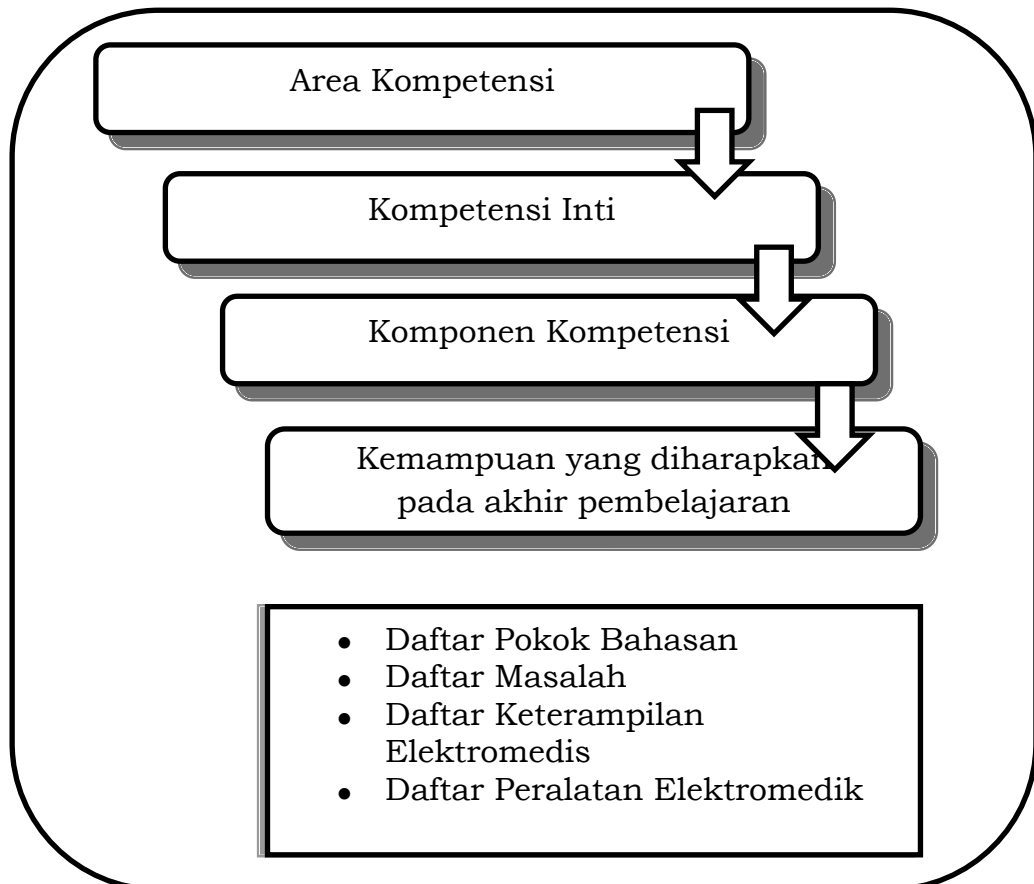 Area Kompetensi
Kompetensi Inti
Komponen Kompetensi
Kemampuan yang diharapkan
pada akhir pembelajaran
• Daftar Pokok Bahasan
• Daftar Masalah
• Daftar Keterampilan
Elektromedis
• Daftar Peralatan Elektromedik